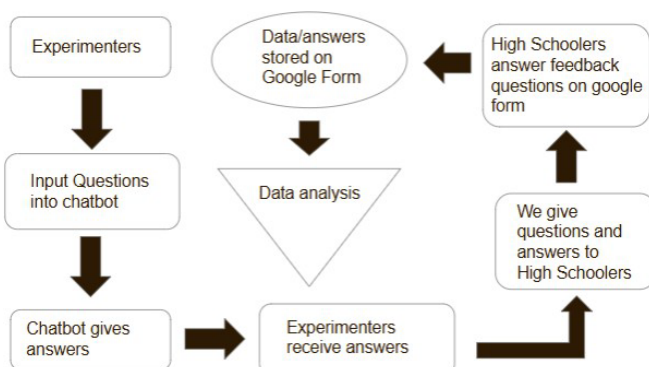 Experimenters
Input Questions
into chatbot
Chatbot gives
answers
Experimenters
receive answers
We give
questions and
answers to
High Schoolers
High Schoolers
answer feedback
questions on google
form
Data/answers
stored on
Google Form
Data analysis